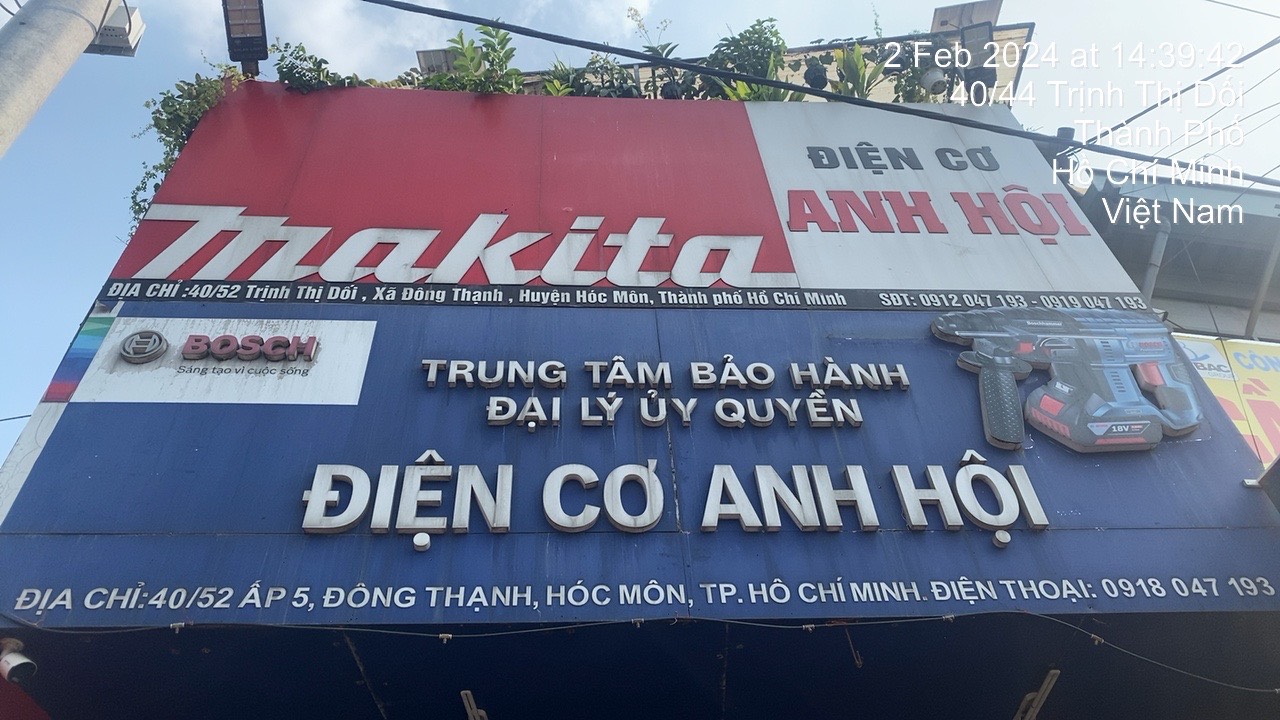 2 Feb 2024 at 14:39:42
40/44 Trịnh Thị Dối
Thành Phố
Hồ Chí Minh
Việt Nam
ĐIỆN CƠ
ANH HỘI
makita
ĐỊA CHỈ :40/52 Trịnh Thị Dối , Xã Đông Thạnh , Huyện Hóc Môn, Thành phố Hồ Chí Minh SĐT: 0912 047 193 - 0919 047 193
BOSCH
Sáng tạo vì cuộc sống
TRUNG TÂM BẢO HÀNH
ĐẠI LÝ ỦY QUYỀN
18V
BAC
CÔN
ĐIỆN CƠ ANH HỘI
ĐỊA CHỈ:40/52 ẤP 5, ĐÔNG THẠNH, HÓC MÔN, TP. HỒ CHÍ MINH. ĐIỆN THOẠI: 0918 047 193